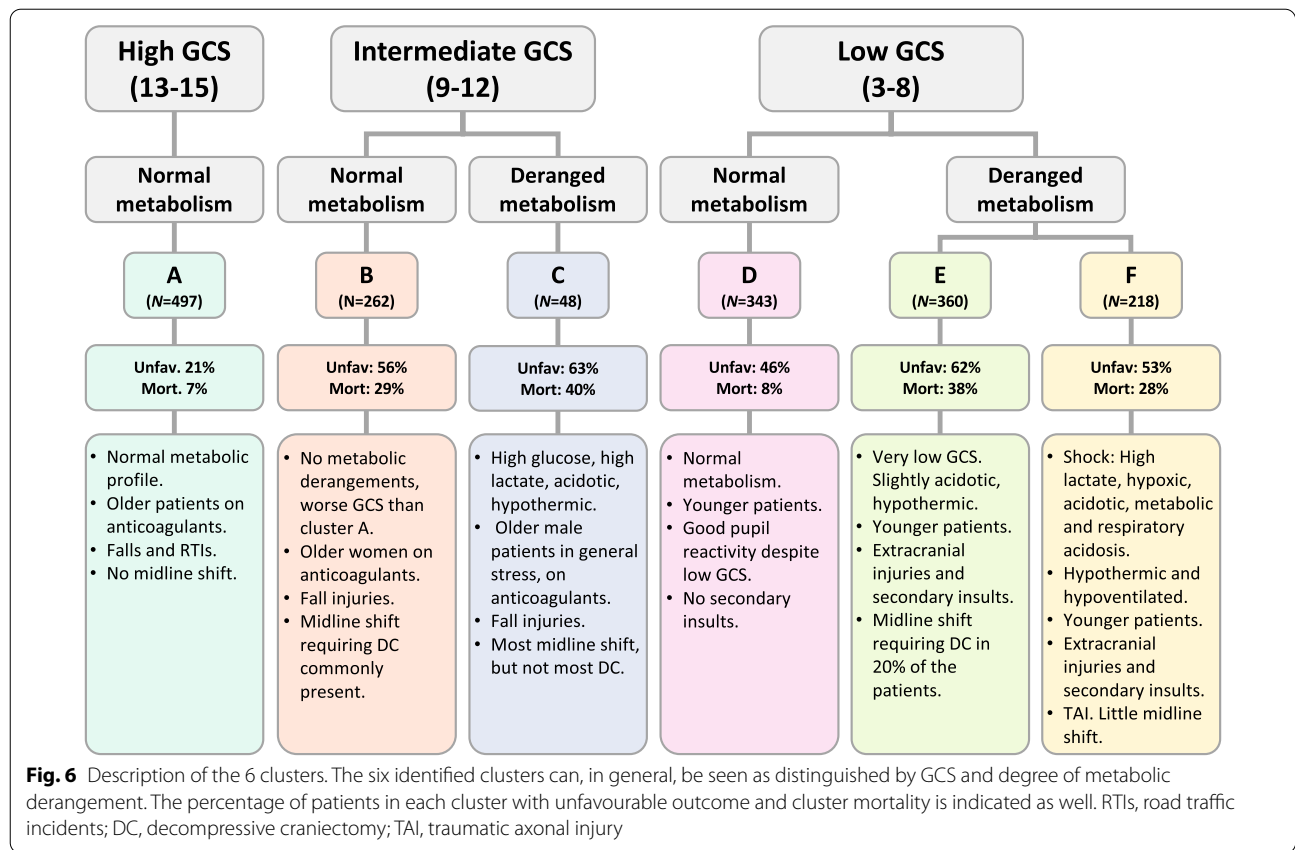 High GCS
(13-15)
Intermediate GCS
(9-12)
Low GCS
(3-8)
Normal
metabolism
Normal
metabolism
Deranged
metabolism
Normal
metabolism
Deranged
metabolism
A
(N=497)
B
(N=262)
C
(N=48)
D
(N=343)
E
(N=360)
F
(N=218)
Unfav. 21%
Mort. 7%
Unfav: 56%
Mort: 29%
Unfav: 63%
Mort: 40%
Unfav: 46%
Mort: 8%
Unfav: 62%
Mort: 38%
Unfav: 53%
Mort: 28%
• Normal metabolic
profile.
• Older patients on
anticoagulants.
• Falls and RTIs.
• No midline shift.
• No metabolic
derangements,
worse GCS than
cluster A.
• Older women on
anticoagulants.
• Fall injuries.
• Midline shift
requiring DC
commonly
present.
• High glucose, high
lactate, acidotic,
hypothermic.
• Older male
patients in general
stress, on
anticoagulants.
• Fall injuries.
• Most midline shift,
but not most DC.
• Normal
metabolism.
• Younger patients.
• Good pupil
reactivity despite
low GCS.
• No secondary
insults.
• Very low GCS.
Slightly acidotic,
hypothermic.
• Younger patients.
• Extracranial
injuries and
secondary insults.
• Midline shift
requiring DC in
20% of the
patients.
• Shock: High
lactate, hypoxic,
acidotic, metabolic
and respiratory
acidosis.
• Hypothermic and
hypoventilated.
• Younger patients.
• Extracranial
injuries and
secondary insults.
• TAI. Little midline
shift.
Fig. 6 Description of the 6 clusters. The six identified clusters can, in general, be seen as distinguished by GCS and degree of metabolic
derangement. The percentage of patients in each cluster with unfavourable outcome and cluster mortality is indicated as well. RTIs, road traffic
incidents; DC, decompressive craniectomy; TAI, traumatic axonal injury